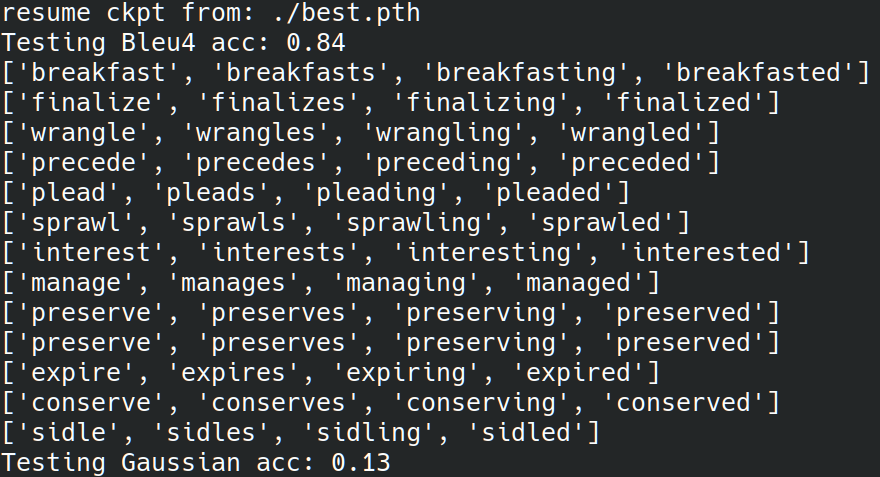 resume ckpt from: ./best.pth
Testing Bleu4 acc: 0.84
['breakfast', 'breakfasts', 'breakfasting', 'breakfasted']
['finalize', 'finalizes', 'finalizing', 'finalized']
['wrangle', 'wrangles', 'wrangling', 'wrangled']
['precede', 'precedes', 'preceding', 'preceded']
['plead', 'pleads', 'pleading', 'pleaded']
['sprawl', 'sprawls', 'sprawling', 'sprawled']
['interest', 'interests', 'interesting', 'interested']
['manage', 'manages', 'managing', 'managed']
['preserve', 'preserves', 'preserving', 'preserved']
['preserve', 'preserves', 'preserving', 'preserved']
['expire', 'expires', 'expiring', 'expired']
['conserve', 'conserves', 'conserving', 'conserved']
['sidle', 'sidles', 'sidling', 'sidled']
Testing Gaussian acc: 0.13